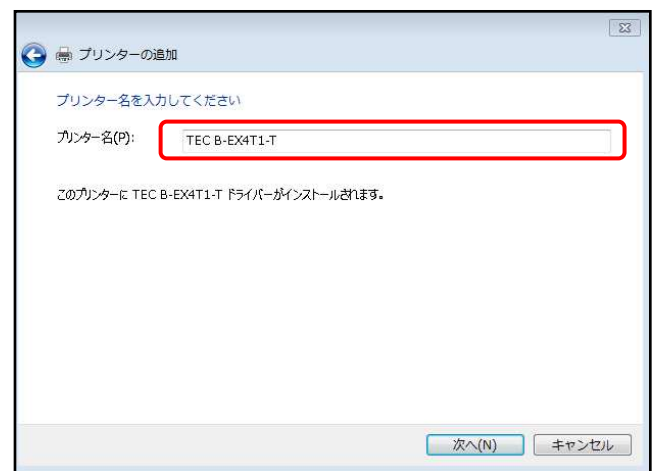 プリンターの追加
プリンター名を入力してください
プリンター名(P): TEC B-EX4T1-T
このプリンターに TEC B-EX4T1-T ドライバーがインストールされます。
次へ(N) キャンセル